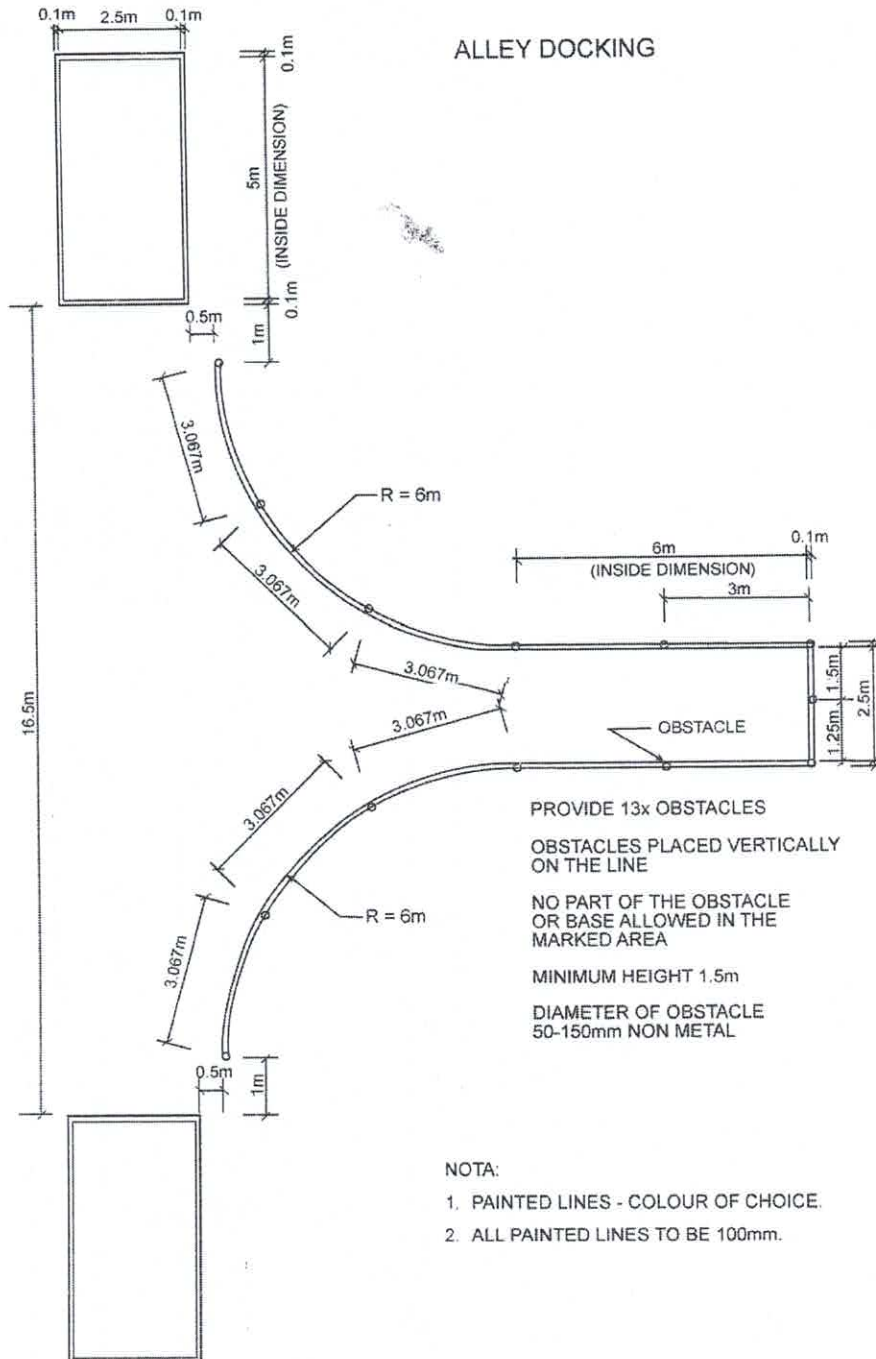 ALLEY DOCKING
0.1m
2.5m
0.1m
0.1m
5m
(INSIDE DIMENSION)
0.1m
1m
0.5m
3.067m
R = 6m
3.067m
6m
0.1m
(INSIDE DIMENSION)
3m
16.5m
3.067m
3.067m
1.5m
1.25m
2.5m
OBSTACLE
3.067m
R = 6m
3.067m
0.5m
1m
PROVIDE 13x OBSTACLES
OBSTACLES PLACED VERTICALLY
ON THE LINE
NO PART OF THE OBSTACLE
OR BASE ALLOWED IN THE
MARKED AREA
MINIMUM HEIGHT 1.5m
DIAMETER OF OBSTACLE
50-150mm NON METAL
NOTA:
1. PAINTED LINES - COLOUR OF CHOICE.
2. ALL PAINTED LINES TO BE 100mm.